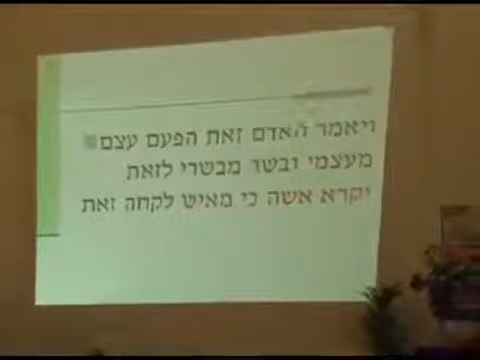 ויאמר האדם זאת הפעם עצם
מעצמי ובשר מבשרי לזאת
יקרא אשה כי מאיש לקחה זאת